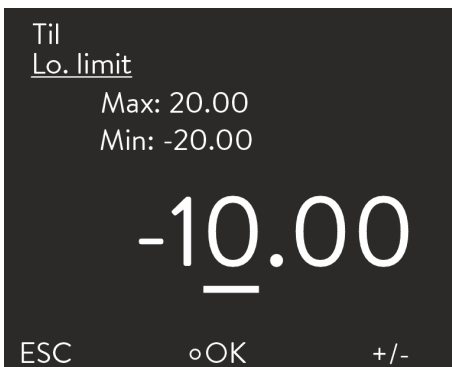 Til
Lo. limit
Max: 20.00
Min: -20.00
-10.00
ESC ○OK +/-